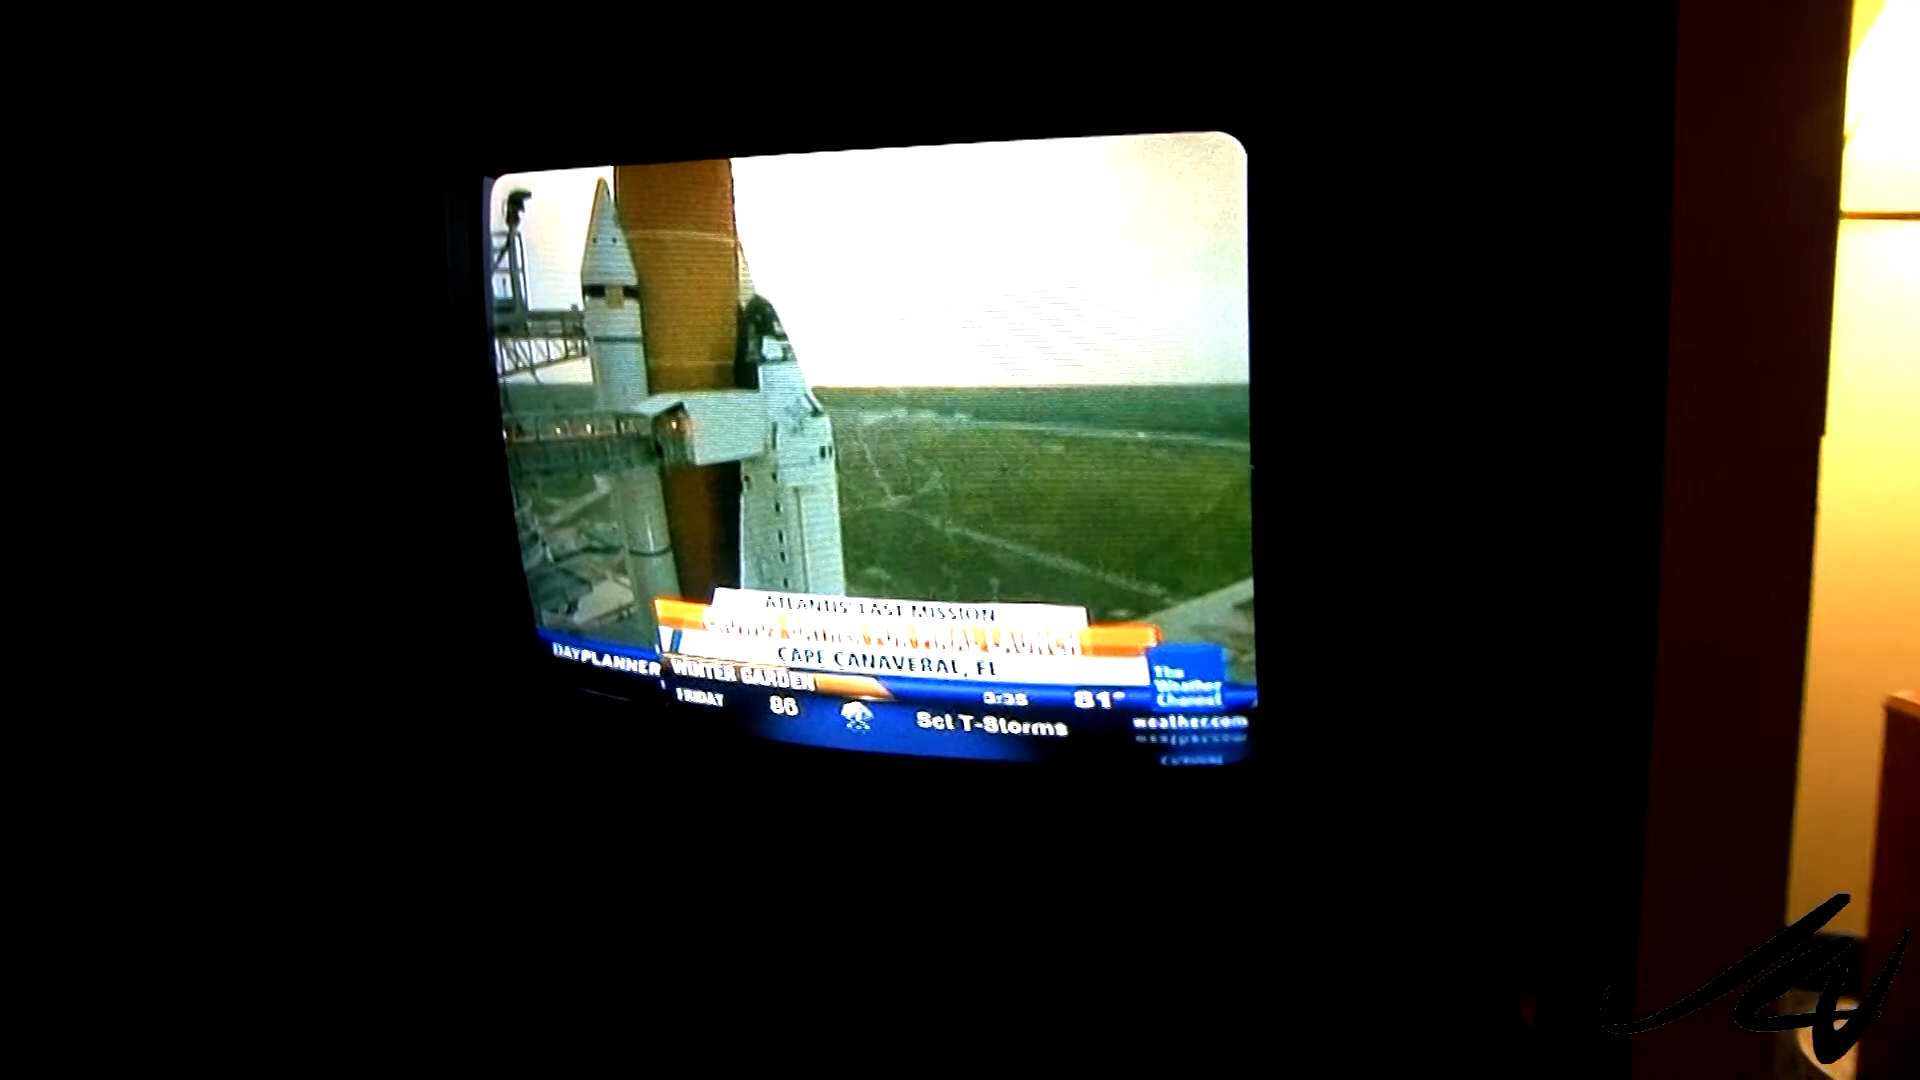 ATLANTIS' LAST MISSION
CAPE CANAVERAL, FL
DAYPLANNER
WINTER GARDEN
81°
The
Weather
Channel
FRIDAY
86
Sct T-Storms
weather.com